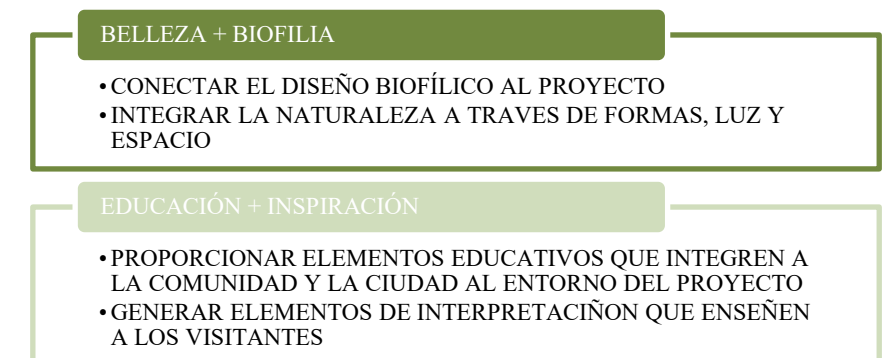 BELLEZA + BIOFILIA
• CONECTAR EL DISEÑO BIOFÍLICO AL PROYECTO
• INTEGRAR LA NATURALEZA A TRAVES DE FORMAS, LUZ Y
ESPACIO
EDUCACIÓN + INSPIRACIÓN
• PROPORCIONAR ELEMENTOS EDUCATIVOS QUE INTEGREN A
LA COMUNIDAD Y LA CIUDAD AL ENTORNO DEL PROYECTO
• GENERAR ELEMENTOS DE INTERPRETACIÑON QUE ENSEÑEN
A LOS VISITANTES